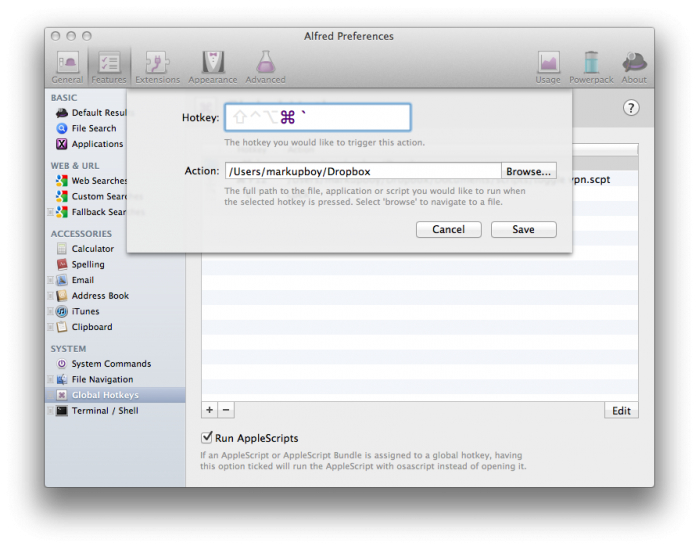 Alfred Preferences
General Features Extensions Appearance Advanced Usage Powerpack About
BASIC
Default Resu
File Search
Applications
WEB & URL
Web Searches
Custom Sear
Fallback Sear
ACCESSORIES
Calculator
Spelling
Email
Address Book
iTunes
Clipboard
SYSTEM
System Commands
File Navigation
Global Hotkeys
Terminal / Shell
Hotkey: ⇧^⌥⌘`
The hotkey you would like to trigger this action.
Action: /Users/markupboy/Dropbox Browse...
The full path to the file, application or script you would like to run when
the selected hotkey is pressed. Select 'browse' to navigate to a file.
Cancel Save
?
vpn.scpt
+ − Edit
Run AppleScripts
If an AppleScript or AppleScript Bundle is assigned to a global hotkey, having
this option ticked will run the AppleScript with osascript instead of opening it.